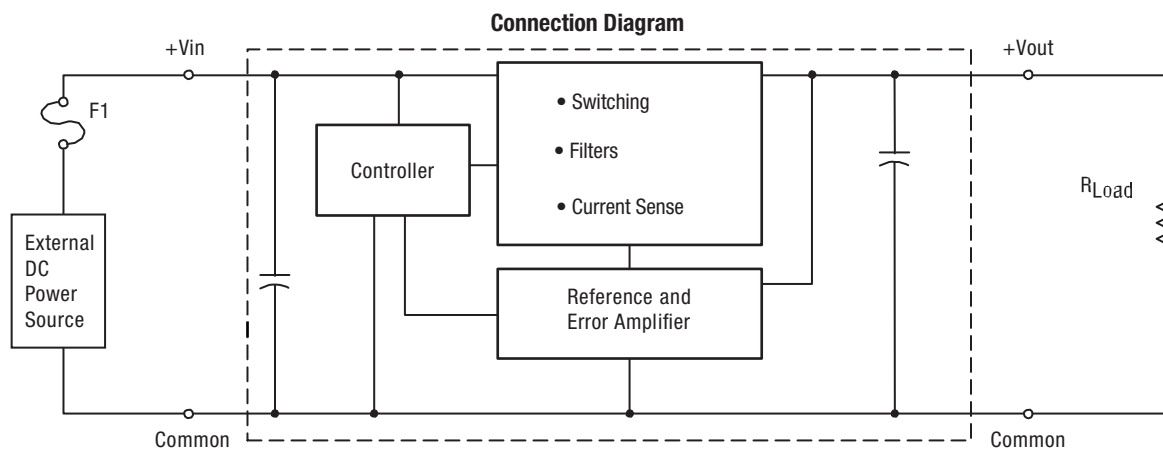 Connection Diagram
+Vin
+Vout
F1
• Switching
• Filters
• Current Sense
Controller
RLoad
External
DC
Power
Source
Reference and
Error Amplifier
Common
Common